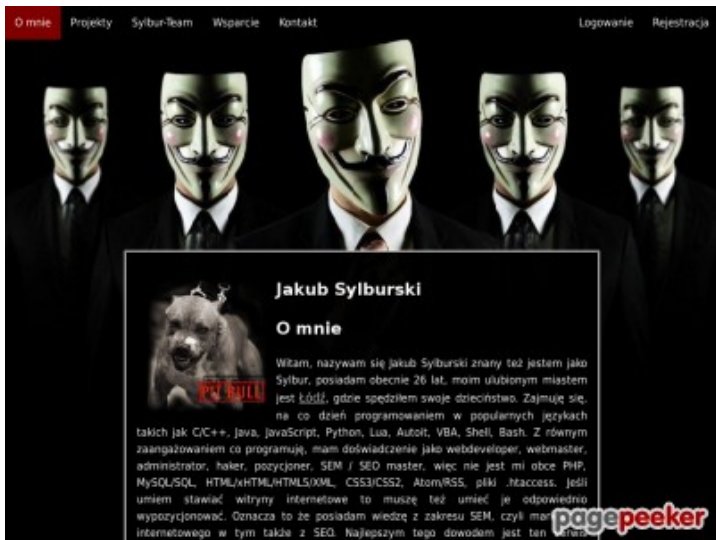 O mnie Projekty Sylbur-Team Wsparcie Kontakt Logowanie Rejestracja
Jakub Sylburski
O mnie
PIT BULL
Witam, nazywam się Jakub Sylburski znany też jestem jako
Sylbur, posiadam obecnie 26 lat, moim ulubionym miastem
jest Łódź, gdzie spędziłem swoje dzieciństwo. Zajmuję się,
na co dzień programowaniem w popularnych językach
takich jak C/C++, Java, JavaScript, Python, Lua, AutoIt, VBA, Shell, Bash. Z równym
zaangażowaniem co programuję, mam doświadczenie jako webdeveloper, webmaster,
administrator, haker, pozycjoner, SEM / SEO master, więc nie jest mi obce PHP,
MySQL/SQL, HTML/xHTML/HTML5/XML, CSS3/CSS2, Atom/RSS, pliki .htaccess. Jeśli
umiem stawiać witryny internetowe to muszę też umieć je odpowiednio
wypozycjonować. Oznacza to że posiadam wiedzę z zakresu SEM, czyli
internetowego w tym także z SEO. Najlepszym tego dowodem jest ten
pagepeeker